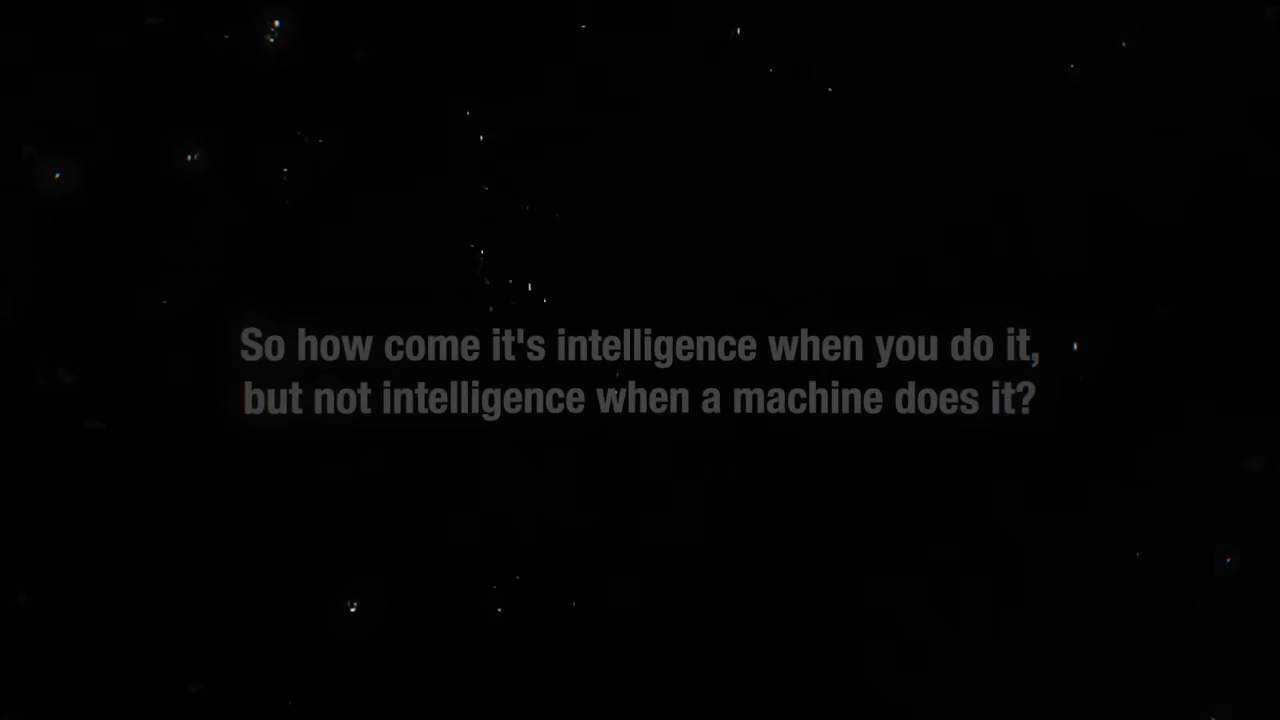 So how come it's intelligence when you do it,
but not intelligence when a machine does it?